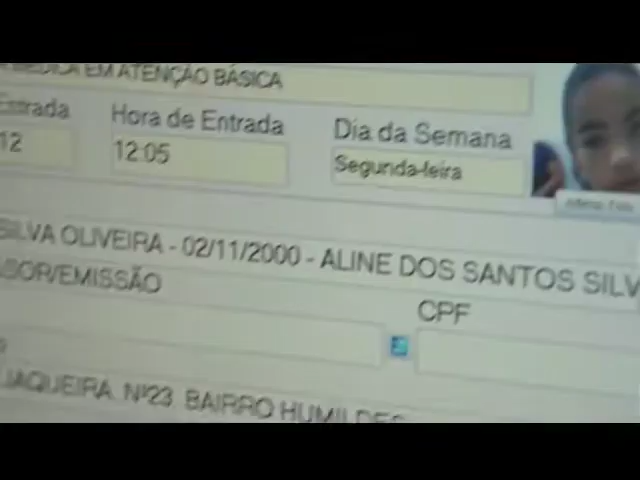 MÉDICA EM ATENÇÃO BÁSICA
Entrada Hora de Entrada Dia da Semana
12 12:05 Segunda-feira
SILVA OLIVEIRA - 02/11/2000 - ALINE DOS SANTOS SILV
SOR/EMISSÃO CPF
JAQUEIRA, Nº23. BAIRRO HUMILDES